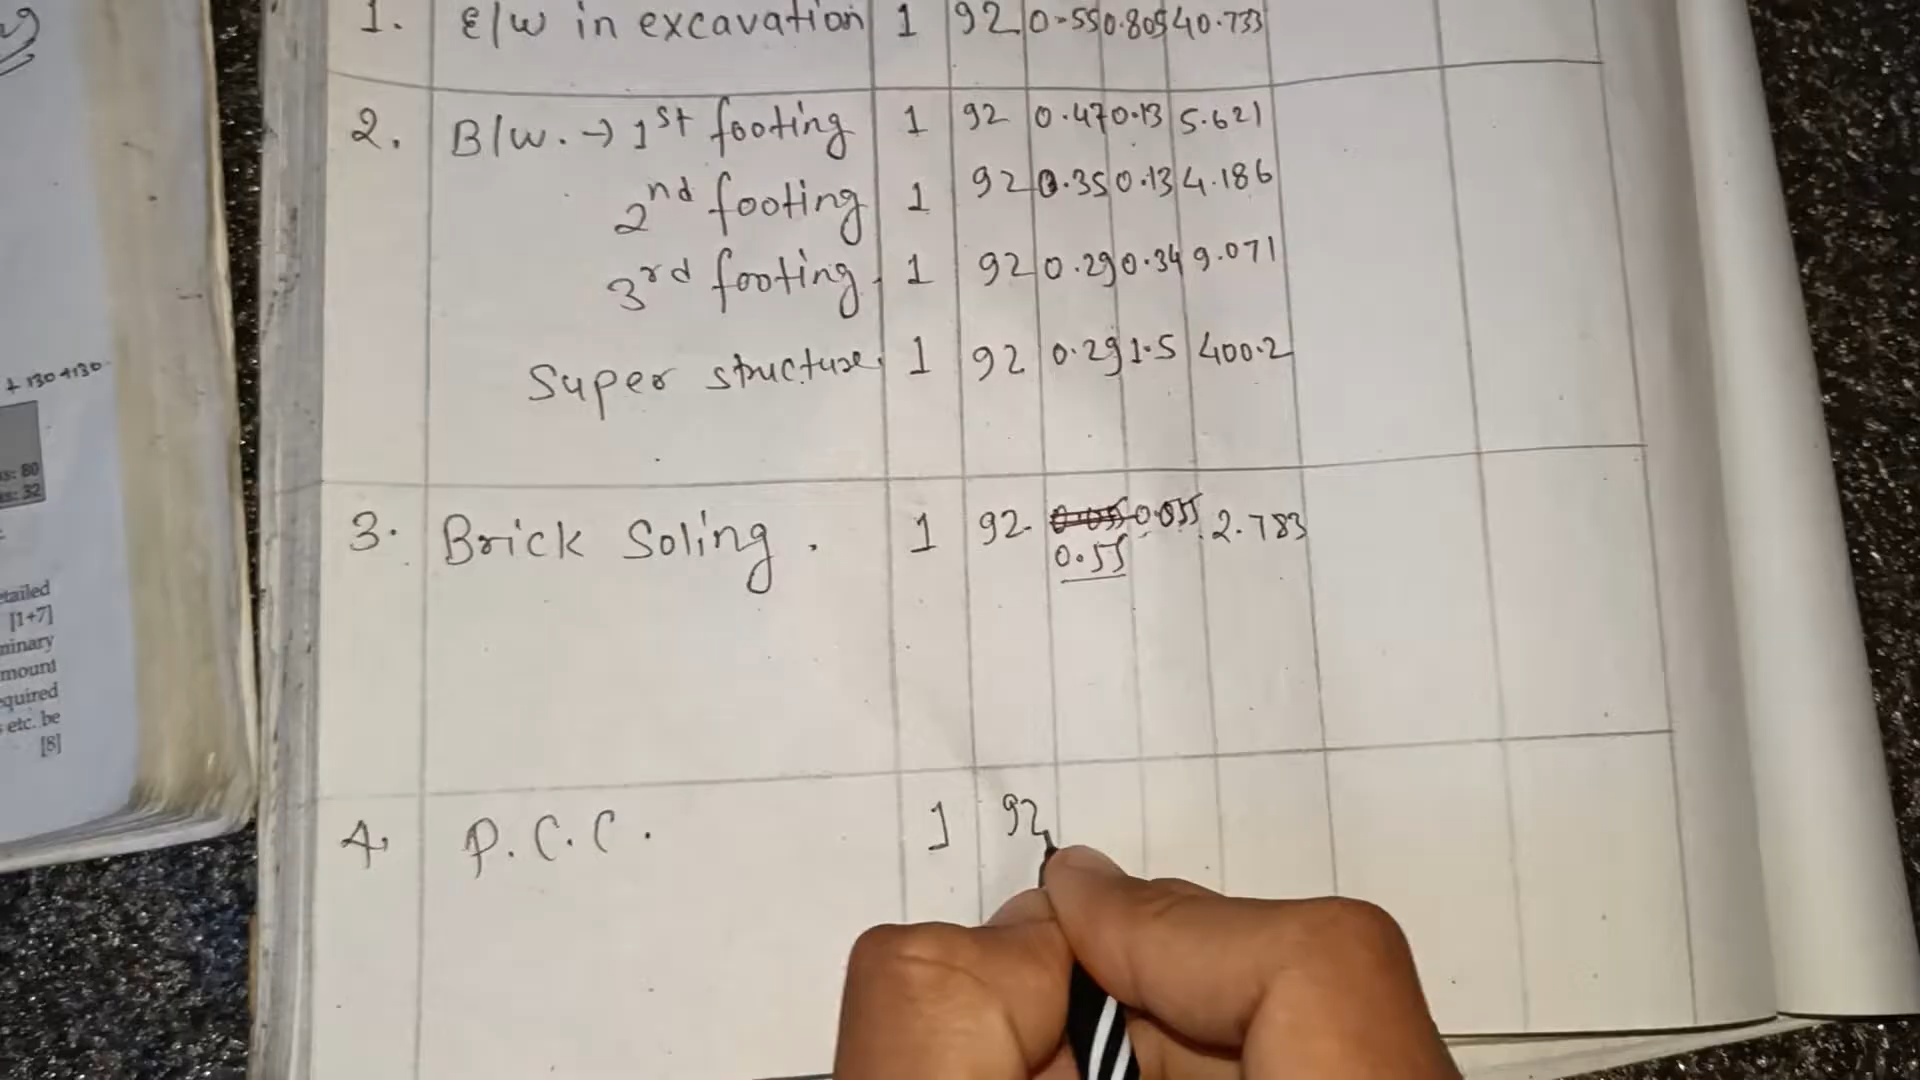 1. E/W in excavation 1 92 0.55 0.805 40.733
2. B/W. → 1st footing 1 92 0.47 0.13 5.621
2nd footing 1 92 0.35 0.13 4.186
3rd footing. 1 92 0.29 0.34 9.071
Super structure. 1 92 0.29 1.5 400.2
3. Brick Soling. 1 92 0.055 2.783
0.55
4. P.C.C. 1 92
+ 130 + 130
s: 80
ss: 32
etailed
[1+7]
minary
mount
equired
etc. be
[8]